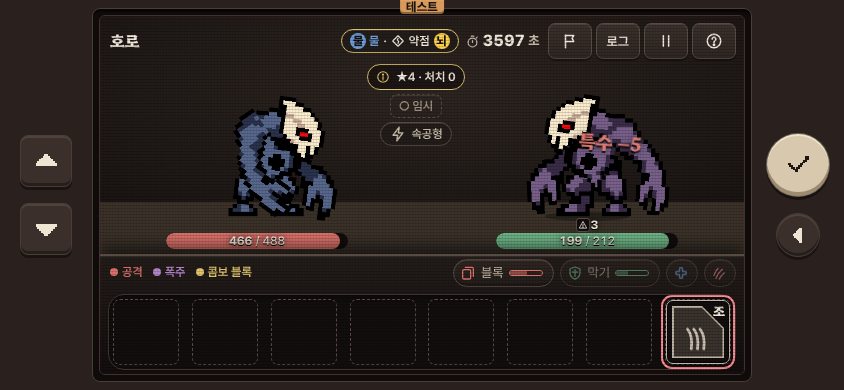 테스트
호로
물 물 · 약점 뇌
3597 초
로그
★4 · 처치 0
임시
속공형
특수 -5
3
466 / 488
199 / 212
공격 폭주 콤보 블록
블록
막기
조